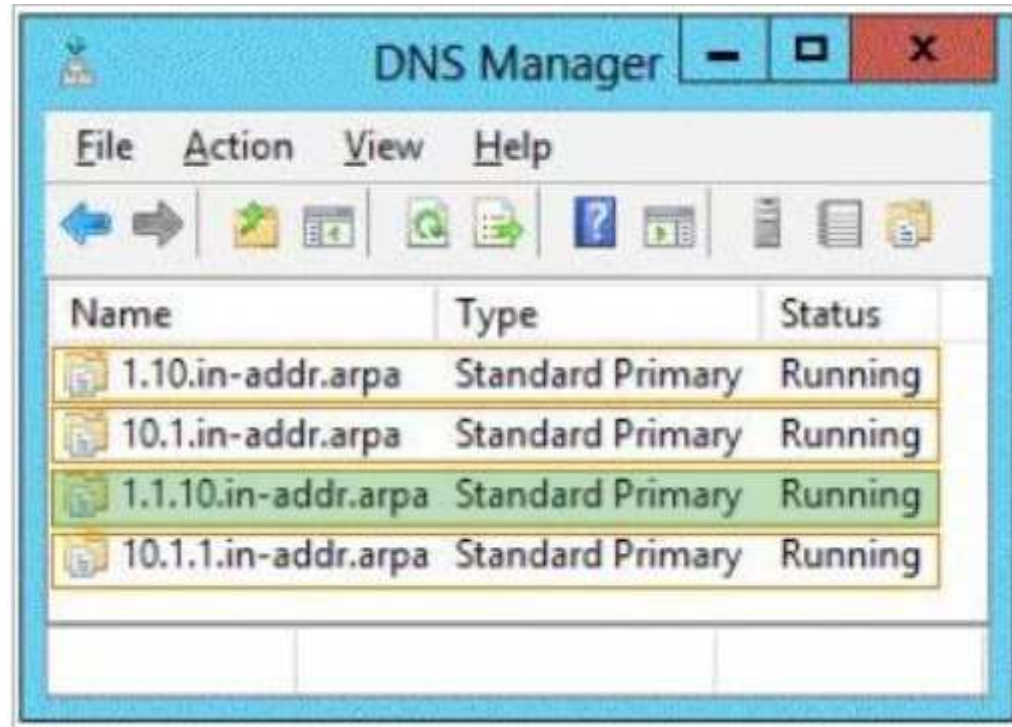 DNS Manager
File Action View Help
Name Type Status
1.10.in-addr.arpa Standard Primary Running
10.1.in-addr.arpa Standard Primary Running
1.1.10.in-addr.arpa Standard Primary Running
10.1.1.in-addr.arpa Standard Primary Running